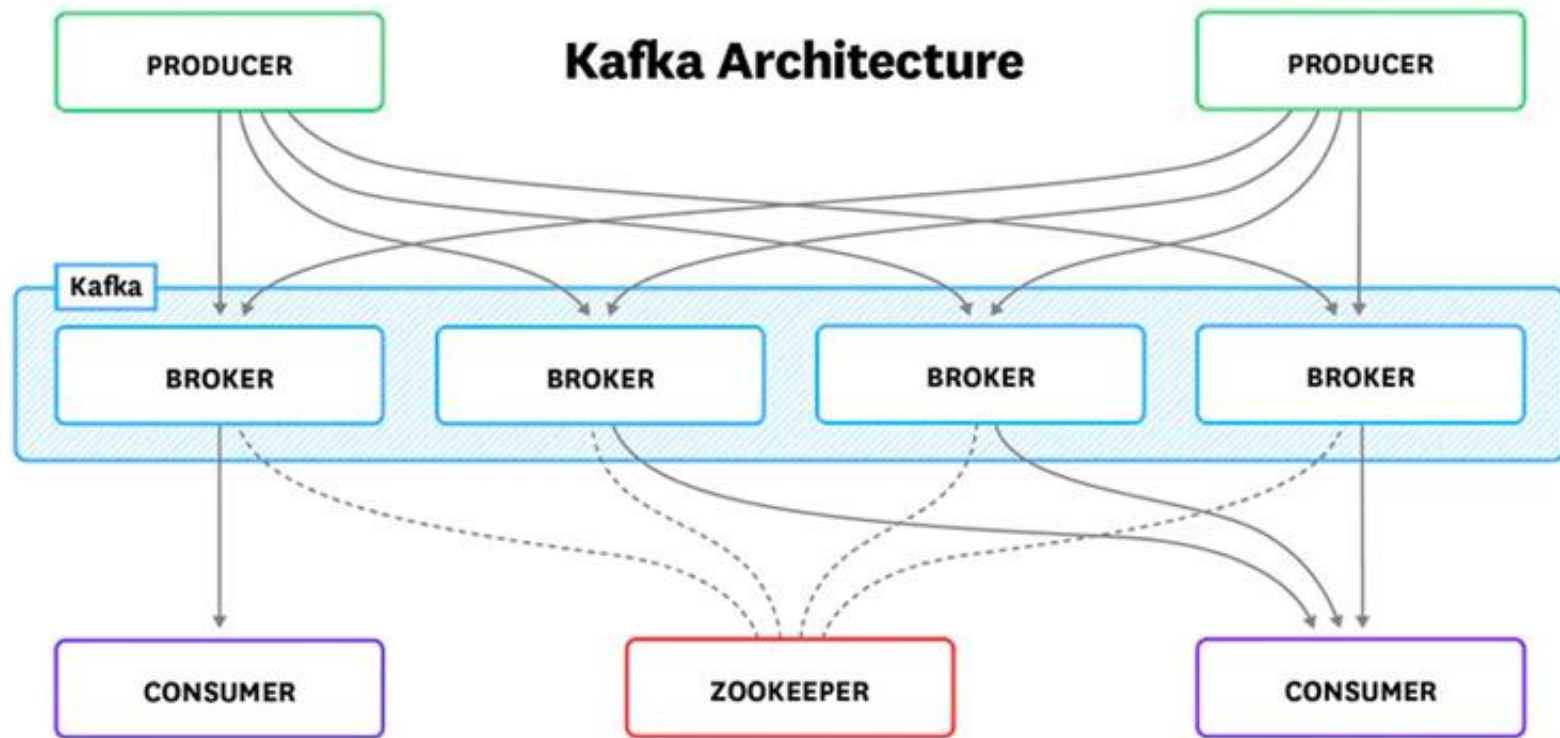 PRODUCER
Kafka Architecture
PRODUCER
Kafka
BROKER
BROKER
BROKER
BROKER
CONSUMER
ZOOKEEPER
CONSUMER